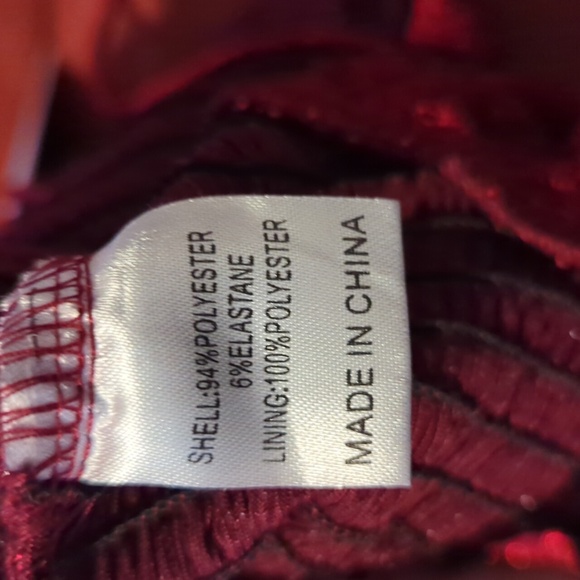 SHELL:94%POLYESTER
6%ELASTANE
LINING:100%POLYESTER
MADE IN CHINA